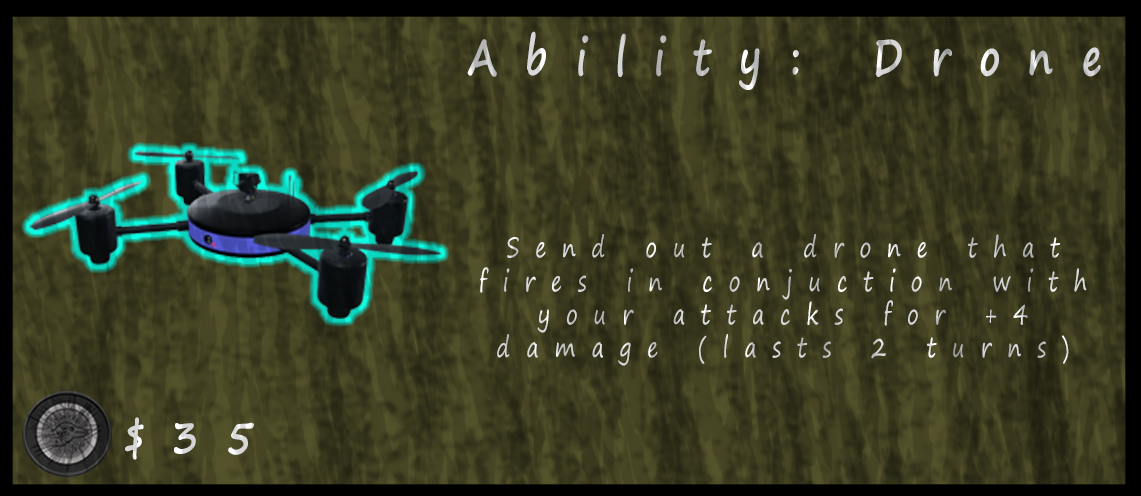 Ability: Drone
Send out a drone that
fires in conjuction with
your attacks for +4
damage (lasts 2 turns)
$35